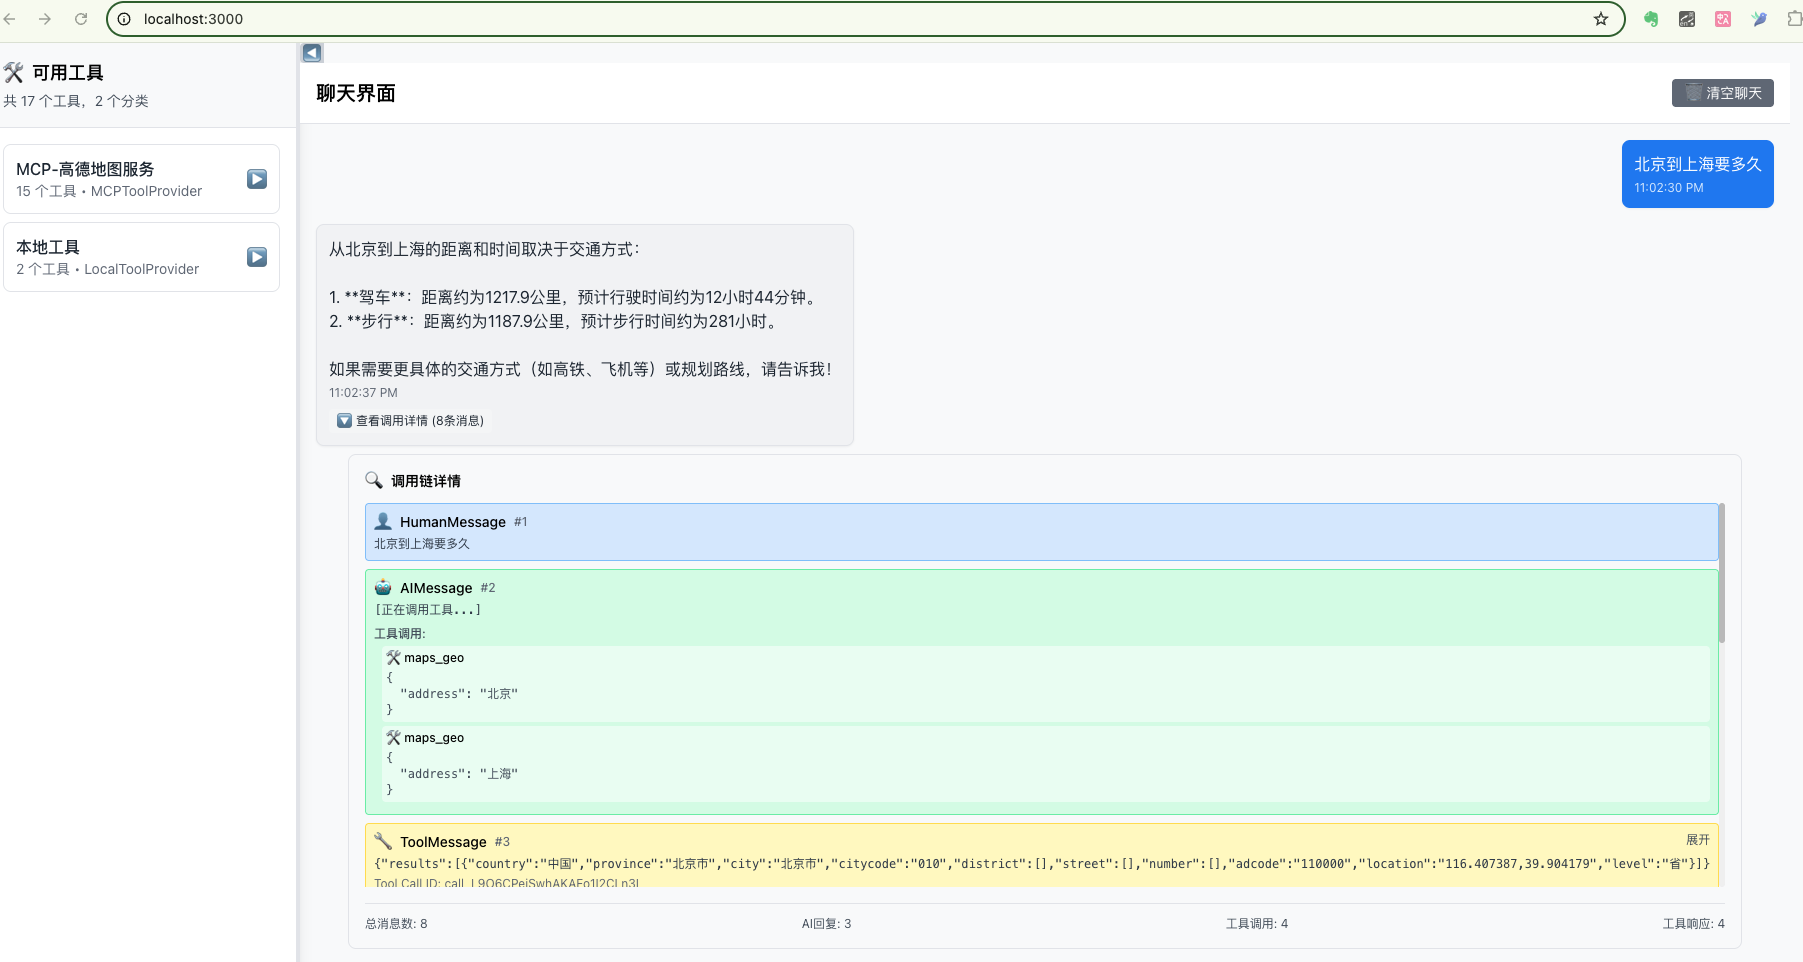 localhost:3000
可用工具
共 17 个工具，2 个分类
MCP-高德地图服务
15 个工具 • MCPToolProvider
本地工具
2 个工具 • LocalToolProvider
聊天界面
清空聊天
北京到上海要多久
11:02:30 PM
从北京到上海的距离和时间取决于交通方式：
1. **驾车**：距离约为1217.9公里，预计行驶时间约为12小时44分钟。
2. **步行**：距离约为1187.9公里，预计步行时间约为281小时。
如果需要更具体的交通方式（如高铁、飞机等）或规划路线，请告诉我！
11:02:37 PM
查看调用详情 (8条消息)
调用链详情
HumanMessage #1
北京到上海要多久
AIMessage #2
[正在调用工具...]
工具调用:
maps_geo
{
"address": "北京"
}
maps_geo
{
"address": "上海"
}
ToolMessage #3 展开
{"results":[{"country":"中国","province":"北京市","city":"北京市","citycode":"010","district":[],"street":[],"number":[],"adcode":"110000","location":"116.407387,39.904179","level":"省"}]}
Tool Call ID:
总消息数: 8 AI回复: 3 工具调用: 4 工具响应: 4